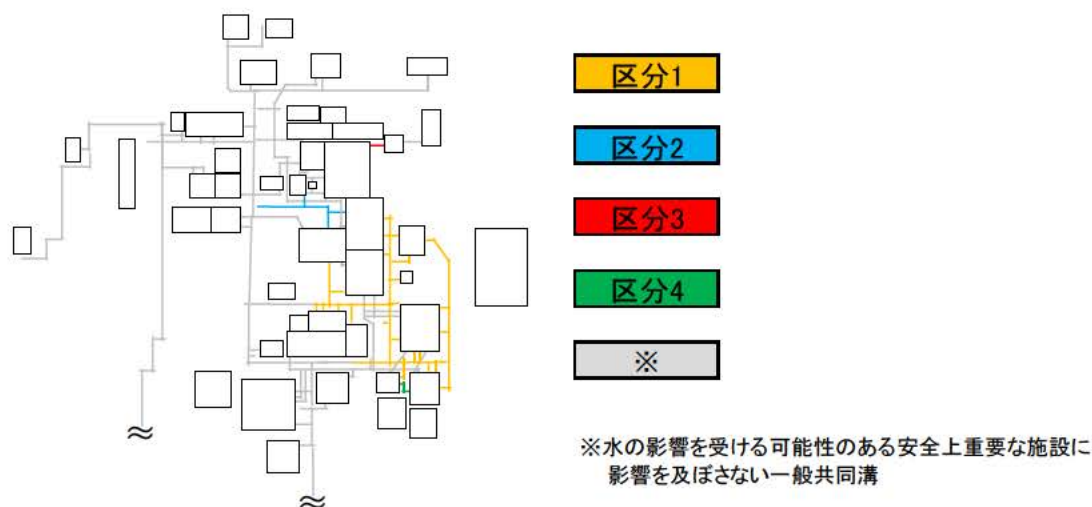 区分1
区分2
区分3
区分4
※
※水の影響を受ける可能性のある安全上重要な施設に
影響を及ぼさない一般共同溝